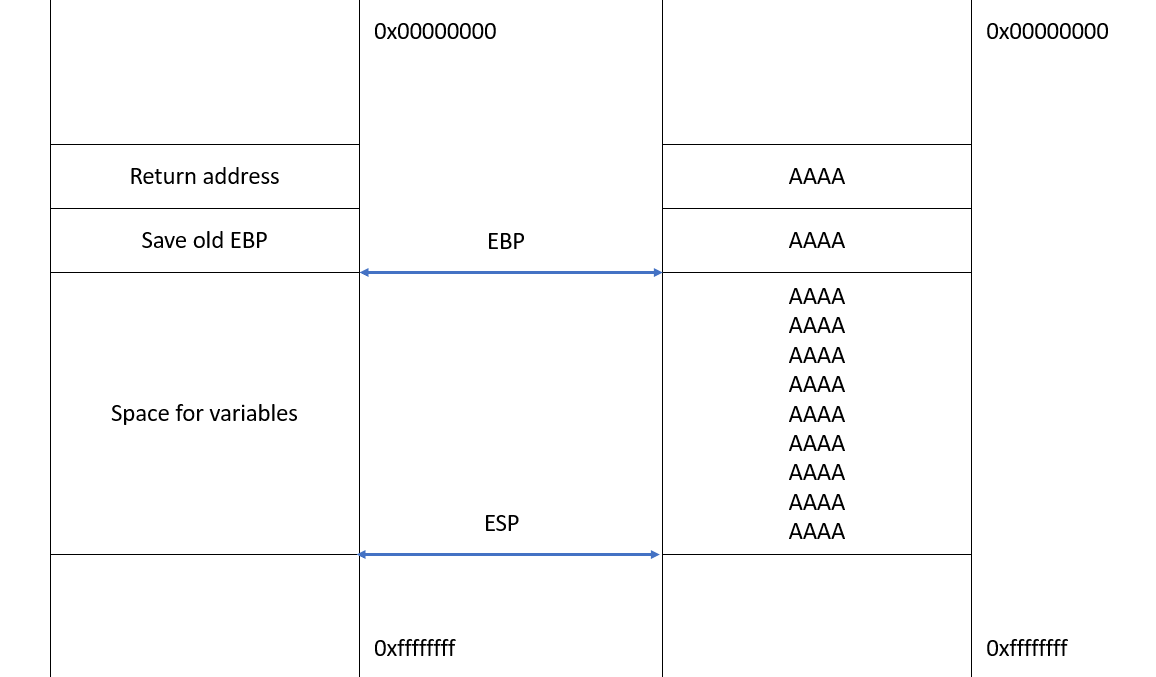 0x00000000
0x00000000
Return address
AAAA
Save old EBP
EBP
AAAA
AAAA
AAAA
AAAA
AAAA
Space for variables
AAAA
AAAA
AAAA
AAAA
ESP
AAAA
0xffffffff
0xffffffff